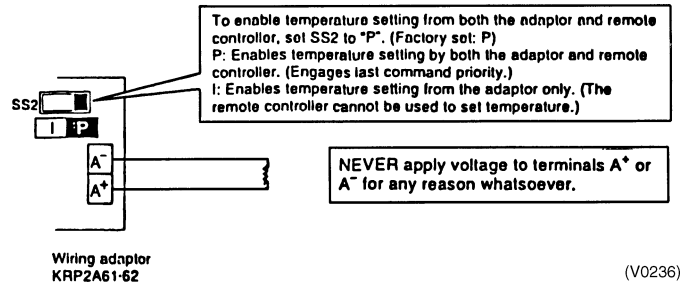 To enable temperature setting from both the adaptor and remote
controller, set SS2 to "P". (Factory set: P)
P: Enables temperature setting by both the adaptor and remote
controller. (Engages last command priority.)
I: Enables temperature setting from the adaptor only. (The
remote controller cannot be used to set temperature.)
SS2
I P
A⁻
A⁺
NEVER apply voltage to terminals A⁺ or
A⁻ for any reason whatsoever.
Wiring adaptor
KRP2A61·62
(V0236)